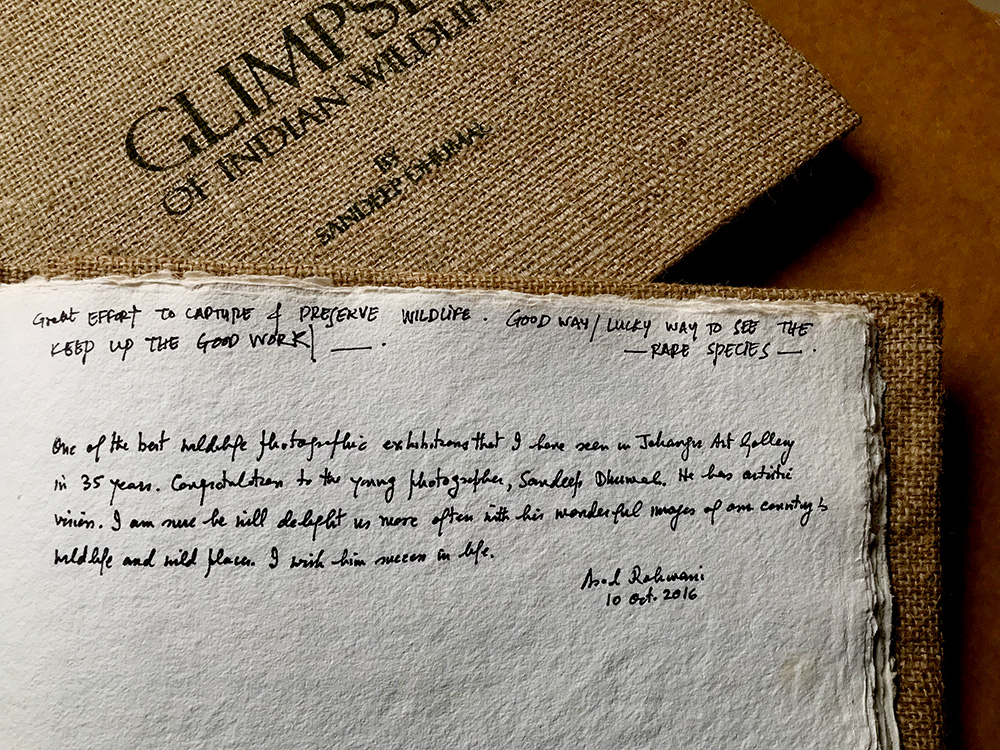 GLIMPSE
OF INDIAN WILDLIF
BY
SANDEEP DHUMAL
Great EFFORT TO CAPTURE & PRESERVE WILDLIFE. GOOD WAY/LUCKY WAY TO SEE THE
KEEP UP THE GOOD WORK| —. —RARE SPECIES—.
One of the best wildlife photographic exhibitions that I have seen in Jehangir Art Gallery
in 35 years. Congratulation to the young photographer, Sandeep Dhumal. He has artistic
vision. I am sure he will delight us more often with his wonderful images of our country's
wildlife and wild places. I wish him success in life.
Asad Rahmani
10 Oct. 2016